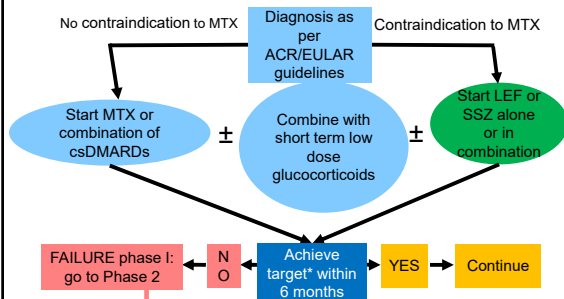 No contraindication to MTX
Diagnosis as
per
ACR/EULAR
guidelines
Contraindication to MTX
Start MTX or
combination of
csDMARDs
±
Combine with
short term low
dose
glucocorticoids
±
Start LEF or
SSZ alone
or in
combination
FAILURE phase I:
go to Phase 2
N
O
Achieve
target* within
6 months
YES
Continue